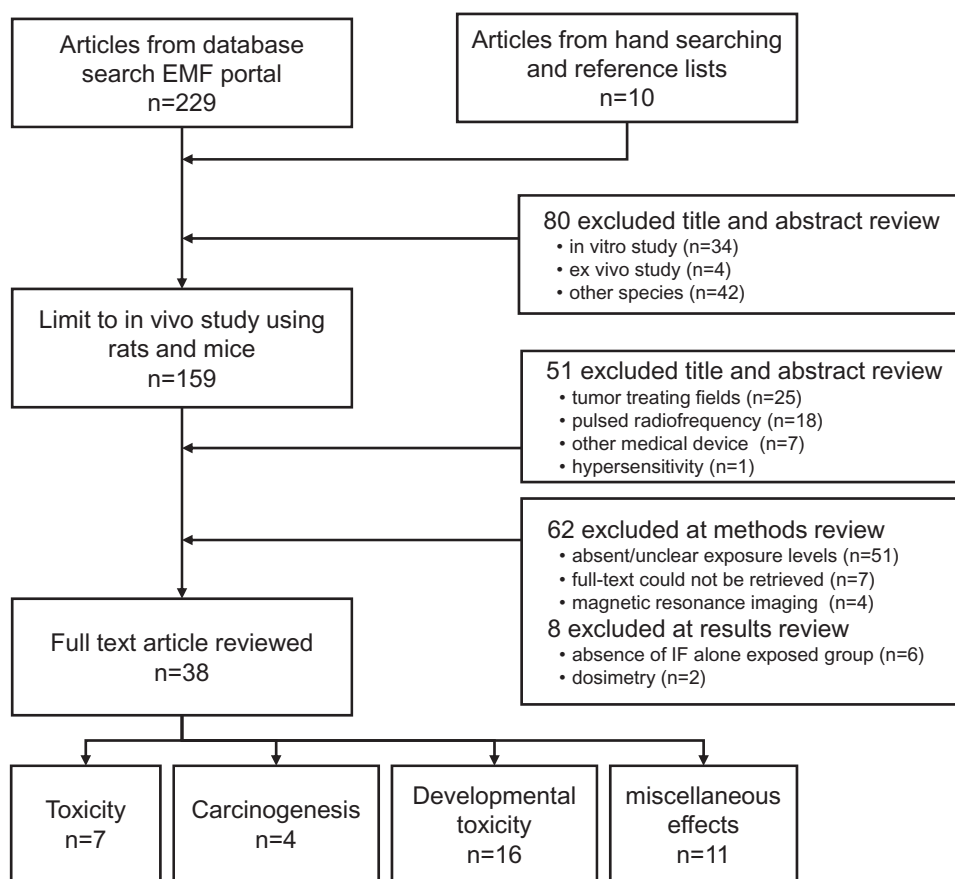 Articles from database
search EMF portal
n=229
Articles from hand searching
and reference lists
n=10
80 excluded title and abstract review
• in vitro study (n=34)
• ex vivo study (n=4)
• other species (n=42)
Limit to in vivo study using
rats and mice
n=159
51 excluded title and abstract review
• tumor treating fields (n=25)
• pulsed radiofrequency (n=18)
• other medical device (n=7)
• hypersensitivity (n=1)
62 excluded at methods review
• absent/unclear exposure levels (n=51)
• full-text could not be retrieved (n=7)
• magnetic resonance imaging (n=4)
8 excluded at results review
• absence of IF alone exposed group (n=6)
• dosimetry (n=2)
Full text article reviewed
n=38
Toxicity
n=7
Carcinogenesis
n=4
Developmental
toxicity
n=16
miscellaneous
effects
n=11